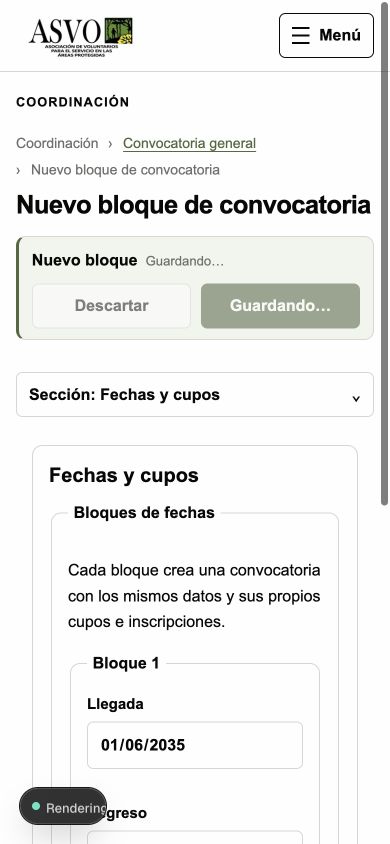 ASVO
ASOCIACIÓN DE VOLUNTARIOS
PARA EL SERVICIO EN LAS
ÁREAS PROTEGIDAS
Menú
COORDINACIÓN
Coordinación › Convocatoria general
› Nuevo bloque de convocatoria
Nuevo bloque de convocatoria
Nuevo bloque Guardando...
Descartar
Guardando...
Sección: Fechas y cupos
Fechas y cupos
Bloques de fechas
Cada bloque crea una convocatoria
con los mismos datos y sus propios
cupos e inscripciones.
Bloque 1
Llegada
01/06/2035
Rendering